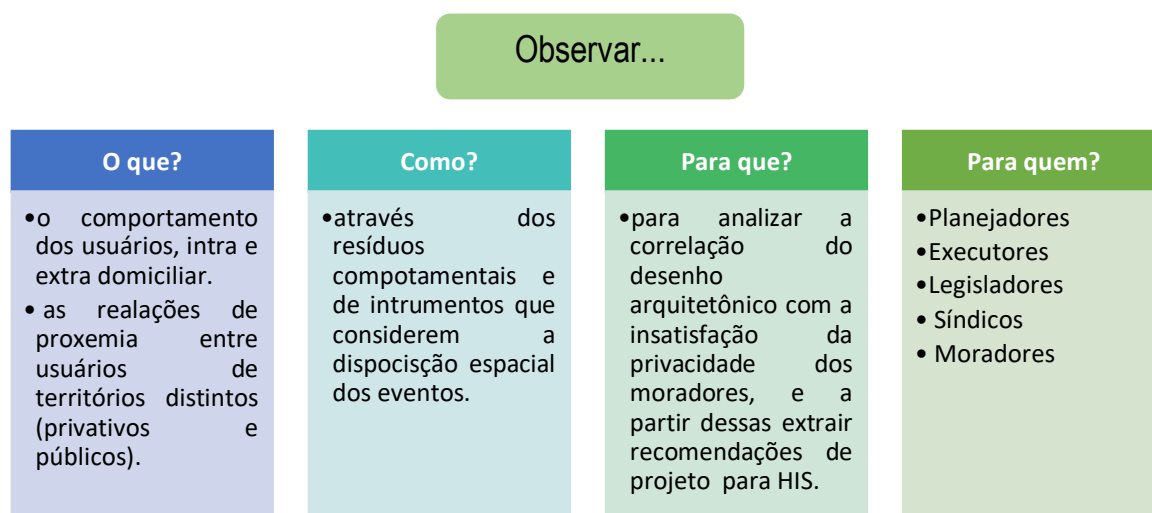 Observar...
O que?
•o comportamento
dos usuários, intra e
extra domiciliar.
• as realações de
proxemia entre
usuários de
territórios distintos
(privativos e
públicos).
Como?
•através dos
resíduos
compotamentais e
de intrumentos que
considerem a
dispocisção espacial
dos eventos.
Para que?
•para analizar a
correlação do
desenho
arquitetônico com a
insatisfação da
privacidade dos
moradores, e a
partir dessas extrair
recomendações de
projeto para HIS.
Para quem?
•Planejadores
•Executores
•Legisladores
• Síndicos
• Moradores